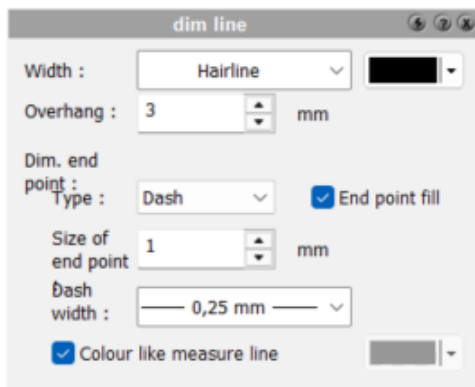 dim line
Width : Hairline
Overhang : 3 mm
Dim. end
point :
Type : Dash End point fill
Size of
end point 1 mm
:
Dash
width : 0,25 mm
Colour like measure line